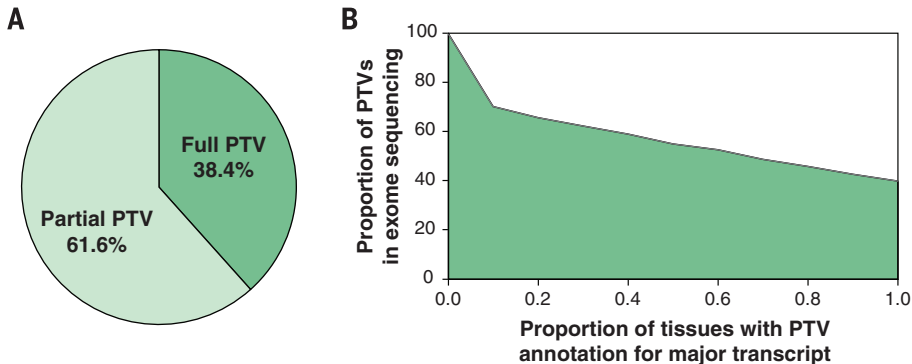 A
Full PTV
38.4%
Partial PTV
61.6%
B
Proportion of PTVs
in exome sequencing
100
80
60
40
20
0
0.0 0.2 0.4 0.6 0.8 1.0
Proportion of tissues with PTV
annotation for major transcript